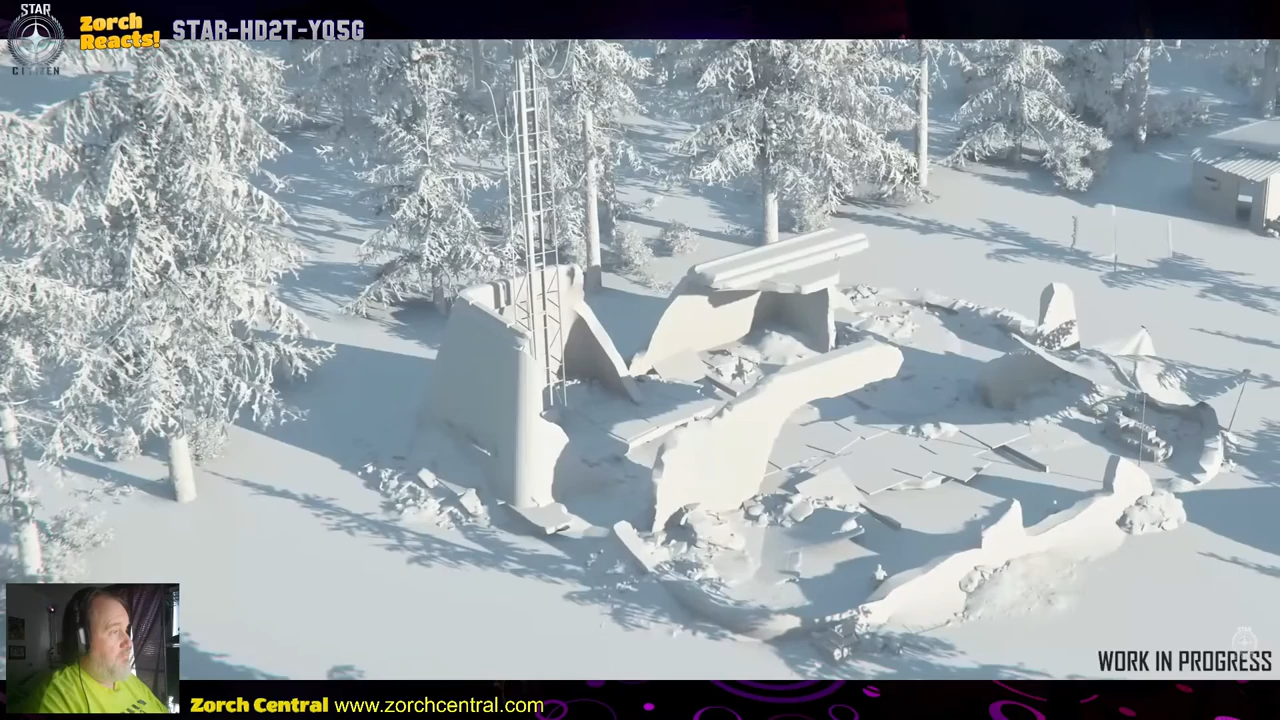 STAR
CITIZEN
Zorch
Reacts!
STAR-HD2T-YQ5G
WORK IN PROGRESS
Zorch Central www.zorchcentral.com